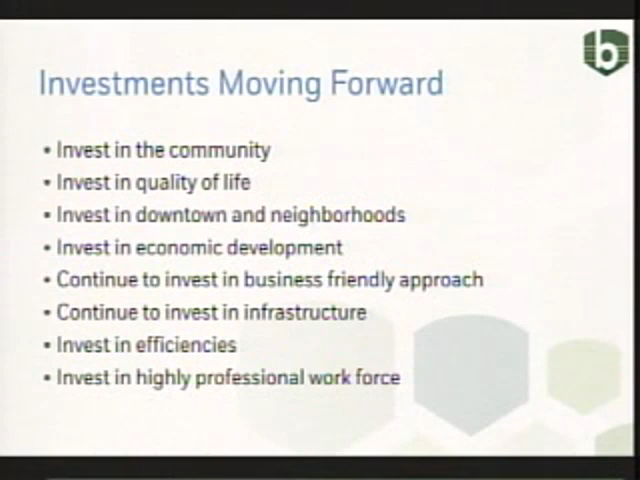 b
Investments Moving Forward
• Invest in the community
• Invest in quality of life
• Invest in downtown and neighborhoods
• Invest in economic development
• Continue to invest in business friendly approach
• Continue to invest in infrastructure
• Invest in efficiencies
• Invest in highly professional work force